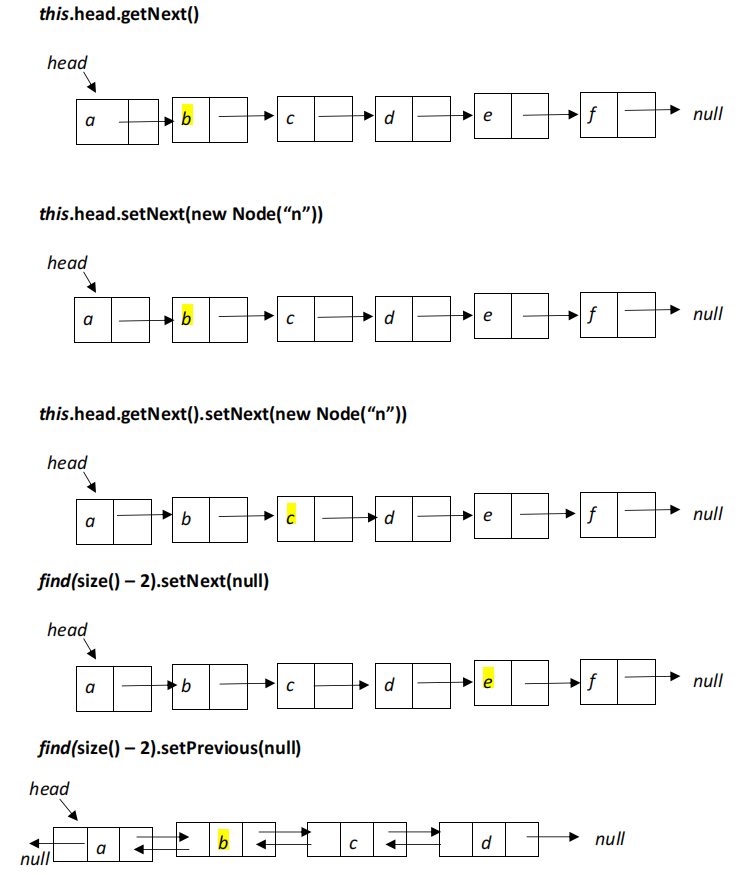 this.head.getNext()
head
a b c d e f null
this.head.setNext(new Node(“n”))
head
a b c d e f null
this.head.getNext().setNext(new Node(“n”))
head
a b c d e f null
find(size() – 2).setNext(null)
head
a b c d e f null
find(size() – 2).setPrevious(null)
head
null a b c d null